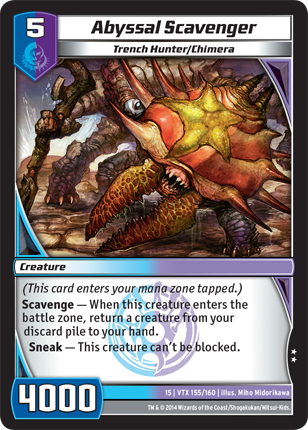 5
Abyssal Scavenger
Trench Hunter/Chimera
Creature
(This card enters your mana zone tapped.)
Scavenge — When this creature enters the
battle zone, return a creature from your
discard pile to your hand.
Sneak — This creature can't be blocked.
15 | VTX 155/160 | illus. Miho Midorikawa
4000
TM & © 2014 Wizards of the Coast/Shogakukan/Mitsui-Kids.